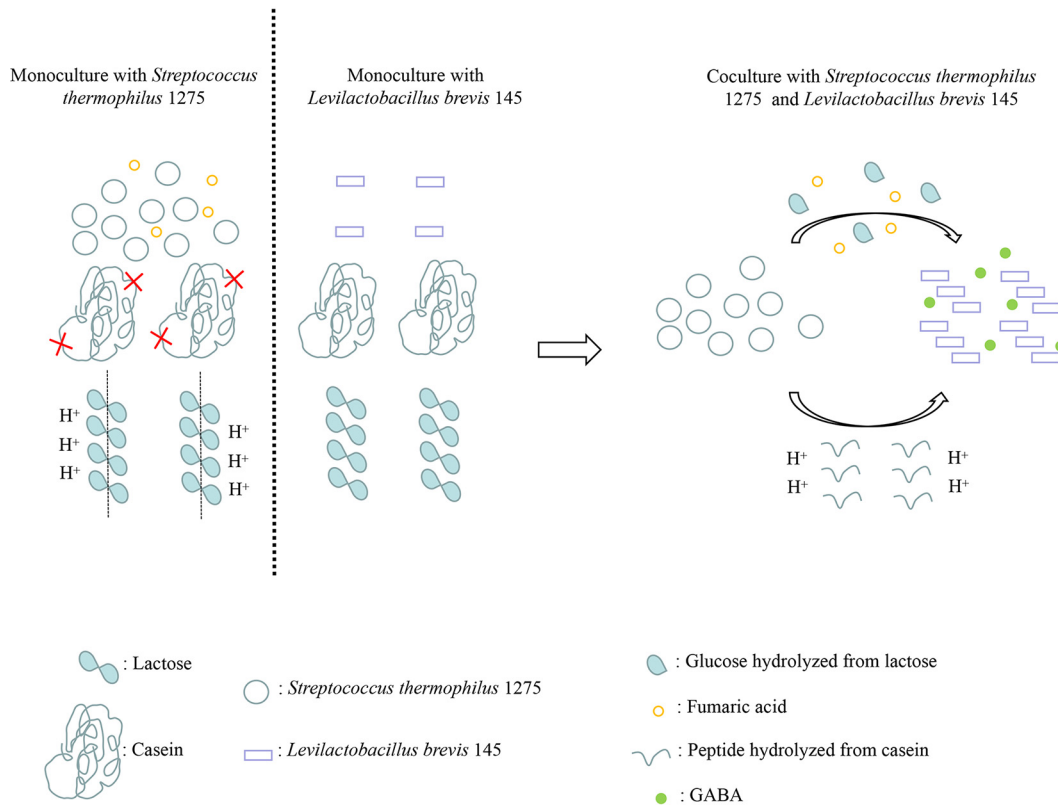 Monoculture with Streptococcus
thermophilus 1275
Monoculture with
Levilactobacillus brevis 145
Coculture with Streptococcus thermophilus
1275 and Levilactobacillus brevis 145
H+
H+
H+
H+
H+
H+
H+
H+
H+
H+
: Lactose
: Casein
: Streptococcus thermophilus 1275
: Levilactobacillus brevis 145
: Glucose hydrolyzed from lactose
: Fumaric acid
: Peptide hydrolyzed from casein
: GABA